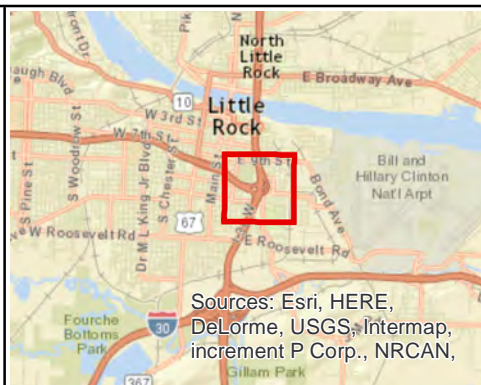 North
Little
Rock
E Broadway Ave
augh Blvd
10
Little
Rock
W 3rd St
W 7th St
E 9th St
Bill and
Hillary Clinton
Nat'l Arpt
S Woodrow St
S Pine St
Dr M L King Jr Blvd
S Chester St
Main St
Bond Ave
67
W Roosevelt Rd
E Roosevelt Rd
30
Fourche
Bottoms
Park
Sources: Esri, HERE,
DeLorme, USGS, Intermap,
increment P Corp., NRCAN,
Gillam Park
367